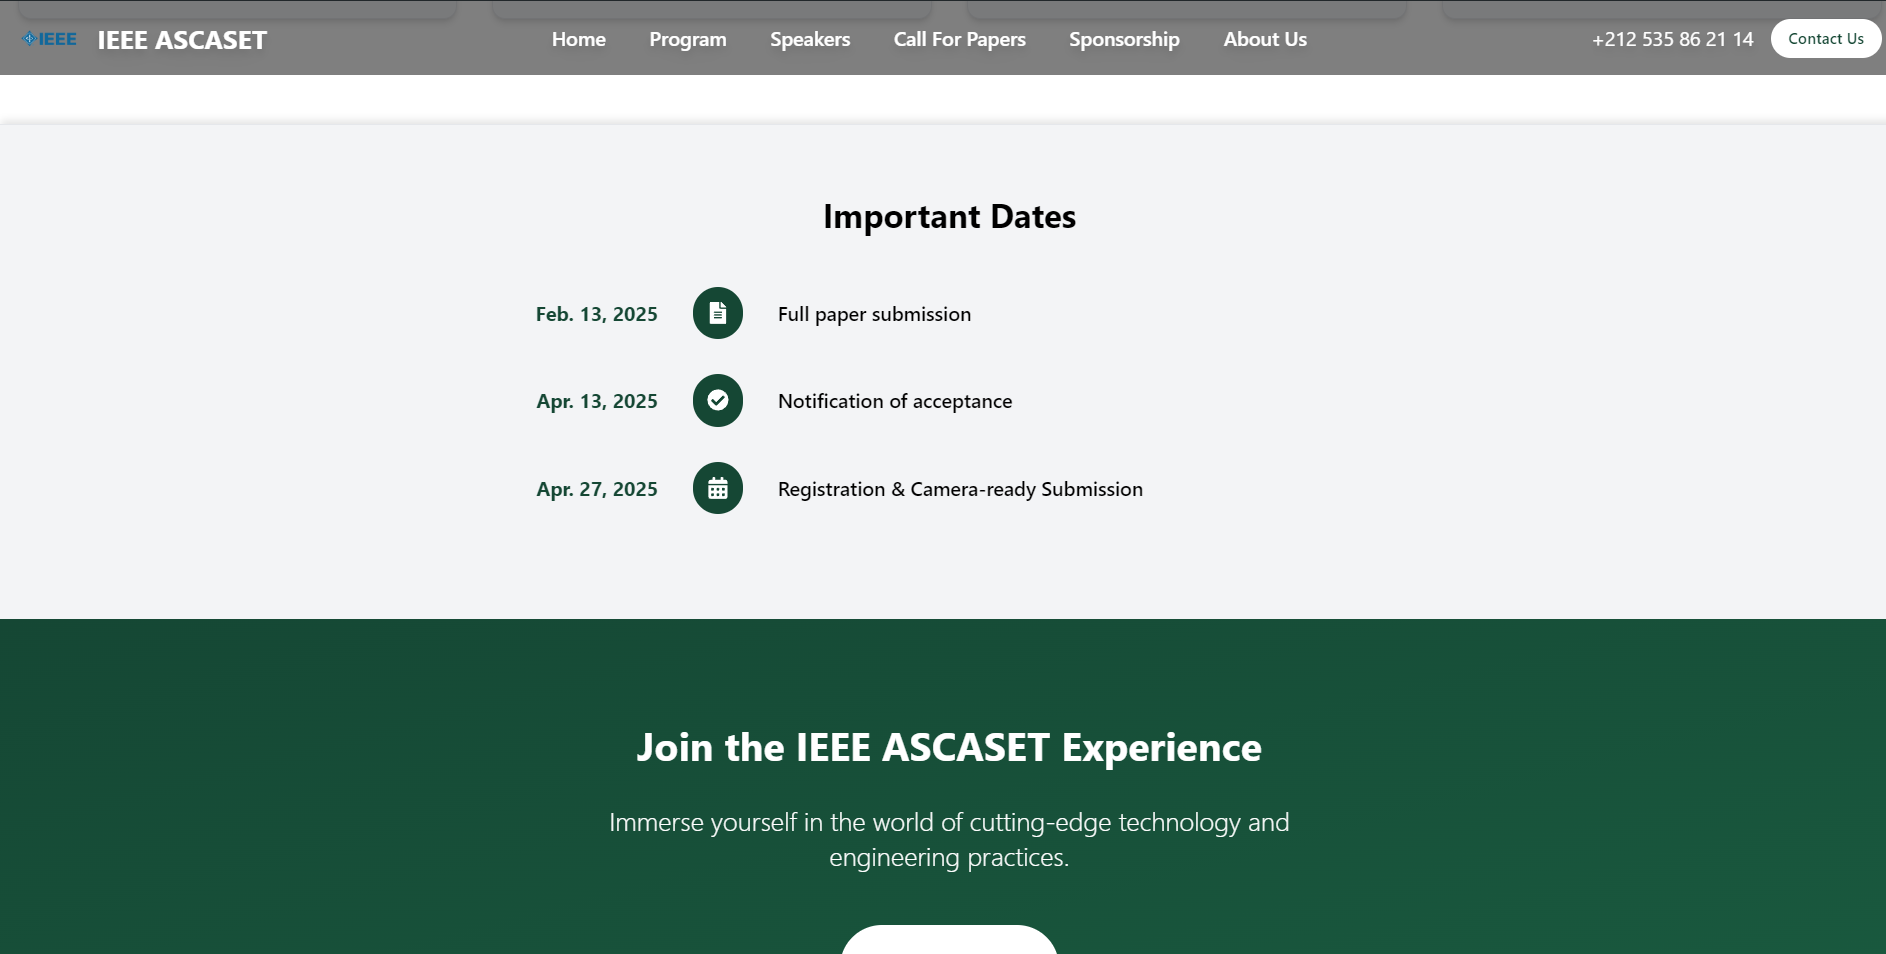 IEEE IEEE ASCASET Home Program Speakers Call For Papers Sponsorship About Us +212 535 86 21 14 Contact Us
Important Dates
Feb. 13, 2025 Full paper submission
Apr. 13, 2025 Notification of acceptance
Apr. 27, 2025 Registration & Camera-ready Submission
Join the IEEE ASCASET Experience
Immerse yourself in the world of cutting-edge technology and
engineering practices.